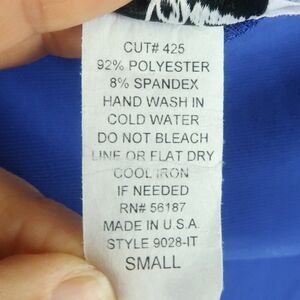 CUT# 425
92% POLYESTER
8% SPANDEX
HAND WASH IN
COLD WATER
DO NOT BLEACH
LINE OR FLAT DRY
COOL IRON
IF NEEDED
RN# 56187
MADE IN U.S.A.
STYLE 9028-IT
SMALL